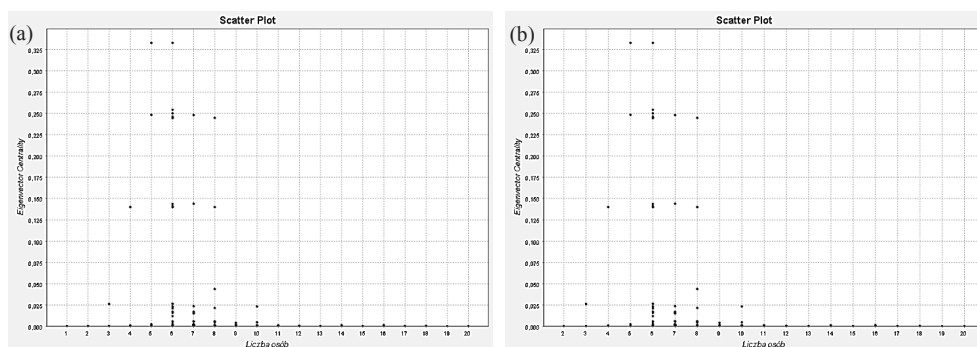 (a)
Scatter Plot
Eigenvector Centrality
0,325
0,300
0,275
0,250
0,225
0,200
0,175
0,150
0,125
0,100
0,075
0,050
0,025
0,000
1 2 3 4 5 6 7 8 9 10 11 12 13 14 15 16 17 18 19 20
Liczba osób
(b)
Scatter Plot
Eigenvector Centrality
0,325
0,300
0,275
0,250
0,225
0,200
0,175
0,150
0,125
0,100
0,075
0,050
0,025
0,000
2 3 4 5 6 7 8 9 10 11 12 13 14 15 16 17 18 19 20
Liczba osób